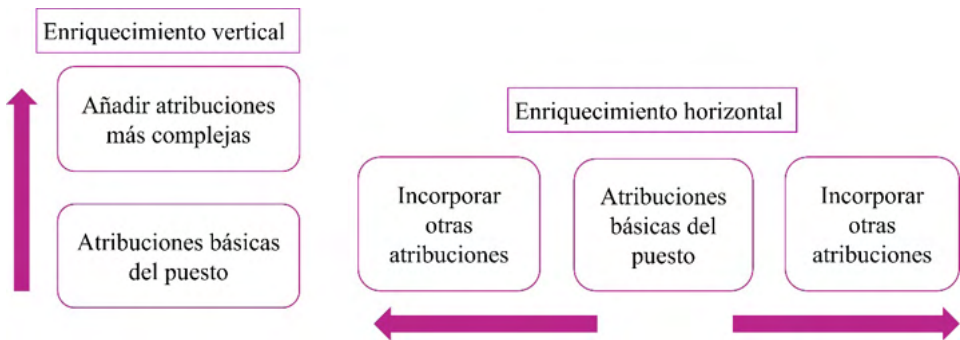 Enriquecimiento vertical
Añadir atribuciones
más complejas
Atribuciones básicas
del puesto
Enriquecimiento horizontal
Incorporar
otras
atribuciones
Atribuciones
básicas del
puesto
Incorporar
otras
atribuciones